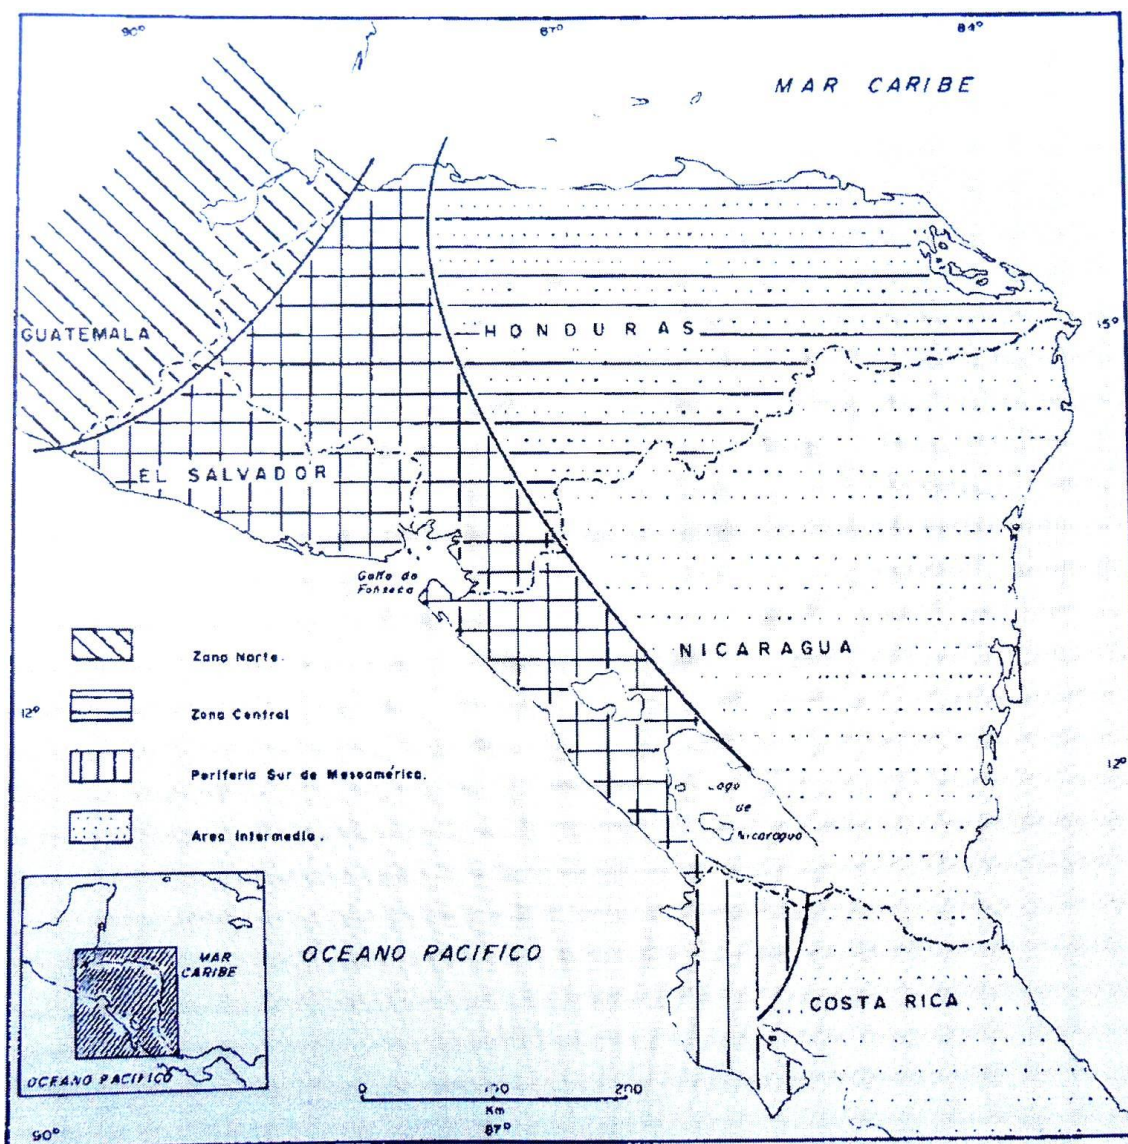 90°
87°
84°
MAR CARIBE
GUATEMALA
HONDURAS
15°
EL SALVADOR
Golfo de
Fonseca
NICARAGUA
Zona Norte.
12°
Zona Central
Periferia Sur de Mesoamérica.
12°
Area Intermedia.
Lago
de
Nicaragua
MAR
CARIBE
OCEANO PACIFICO
COSTA RICA
OCEANO PACIFICO
0
100
200
Km
90°
87°